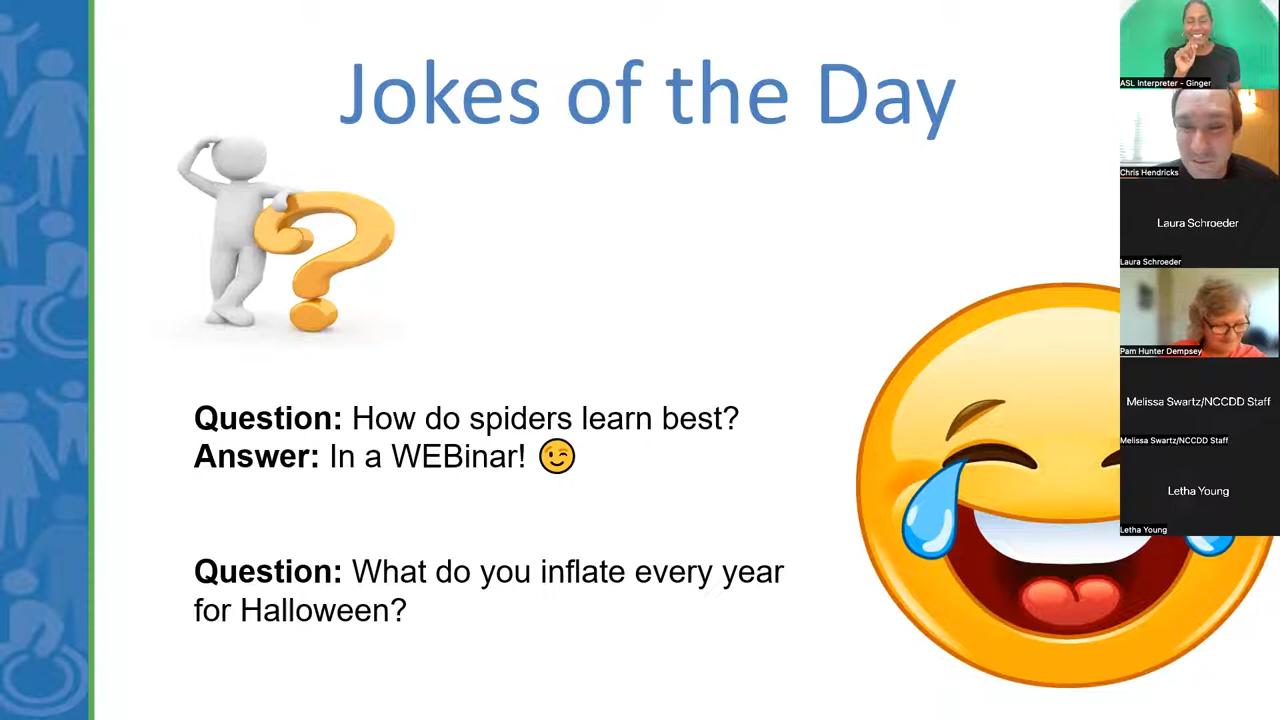 Jokes of the Day
Question: How do spiders learn best?
Answer: In a WEBinar! 😉
Question: What do you inflate every year
for Halloween?
ASL Interpreter - Ginger
Chris Hendricks
Laura Schroeder
Laura Schroeder
Pam Hunter Dempsey
Melissa Swartz/NCCDD Staff
Melissa Swartz/NCCDD Staff
Letha Young
Letha Young